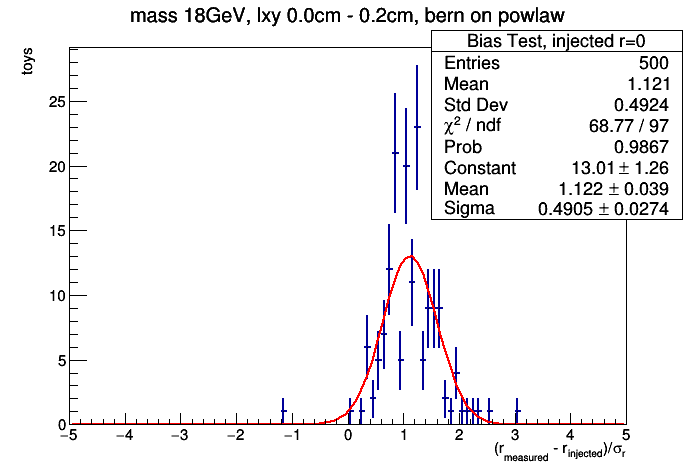 mass 18GeV, lxy 0.0cm - 0.2cm, bern on powlaw
Bias Test, injected r=0
Entries 500
Mean 1.121
Std Dev 0.4924
χ² / ndf 68.77 / 97
Prob 0.9867
Constant 13.01 ± 1.26
Mean 1.122 ± 0.039
Sigma 0.4905 ± 0.0274
toys
25
20
15
10
5
0
−5 −4 −3 −2 −1 0 1 2 3 4 5
(r_measured - r_injected)/σ_r